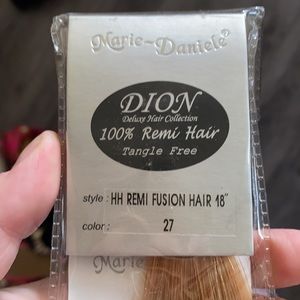 Marie-Daniele®
DION
Deluxe Hair Collection
100% Remi Hair
Tangle Free
style : HH REMI FUSION HAIR 18"
color : 27
Marie-